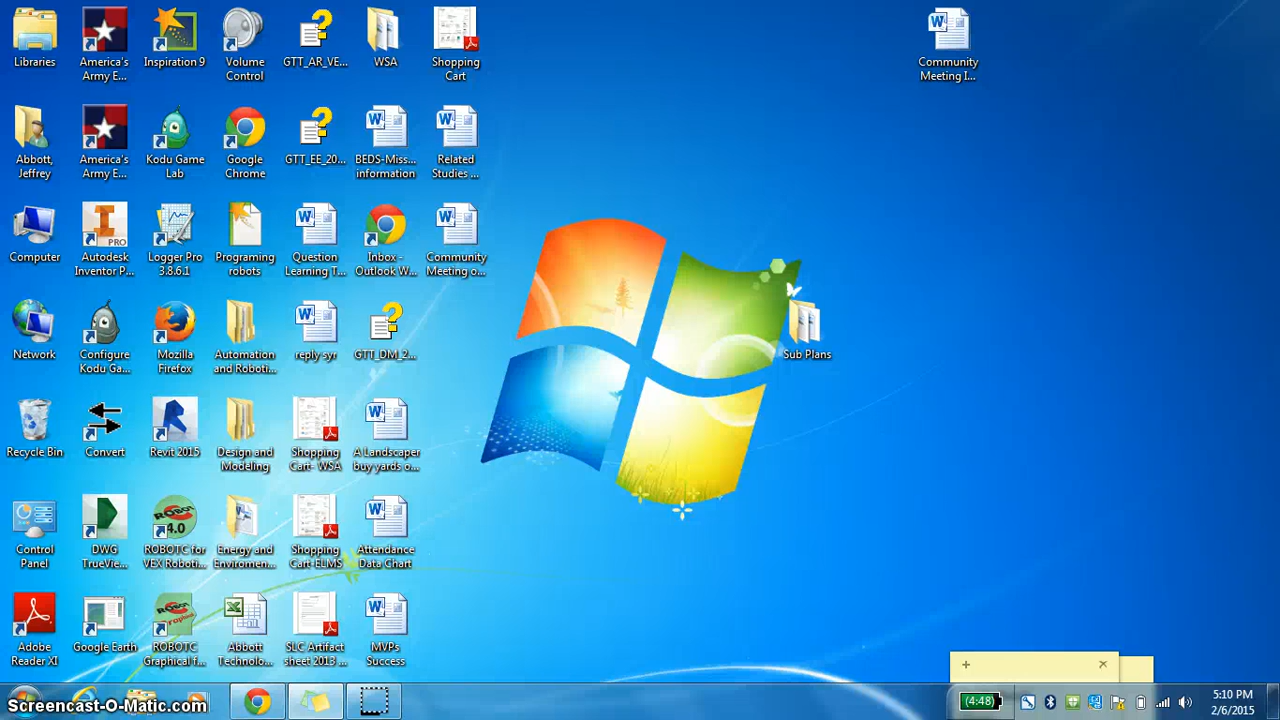 Libraries
America's
Army E...
Inspiration 9
Volume
Control
GTT_AR_VE...
WSA
Shopping
Cart
Community
Meeting I...
Abbott,
Jeffrey
America's
Army E...
Kodu Game
Lab
Google
Chrome
GTT_EE_20...
BEDS-Miss...
information
Related
Studies ...
Computer
PRO
Autodesk
Inventor P...
Logger Pro
3.8.6.1
Programing
robots
Question
Learning T...
Inbox -
Outlook W...
Community
Meeting o...
Network
Configure
Kodu Ga...
Mozilla
Firefox
Automation
and Roboti...
reply syr
GTT_DM_2...
Sub Plans
Recycle Bin
Convert
Revit 2015
Design and
Modeling
Shopping
Cart- WSA
A Landscaper
buy yards o...
Control
Panel
DWG
TrueVie...
ROBOTC for
VEX Roboti...
Energy and
Enviromen...
Shopping
Cart-ELMS
Attendance
Data Chart
Adobe
Reader XI
Google Earth
ROBOTC
Graphical f...
Abbott
Technolo...
SLC Artifact
sheet 2013 ...
MVPs
Success
Screencast-O-Matic.com
(4:48)
5:10 PM
2/6/2015